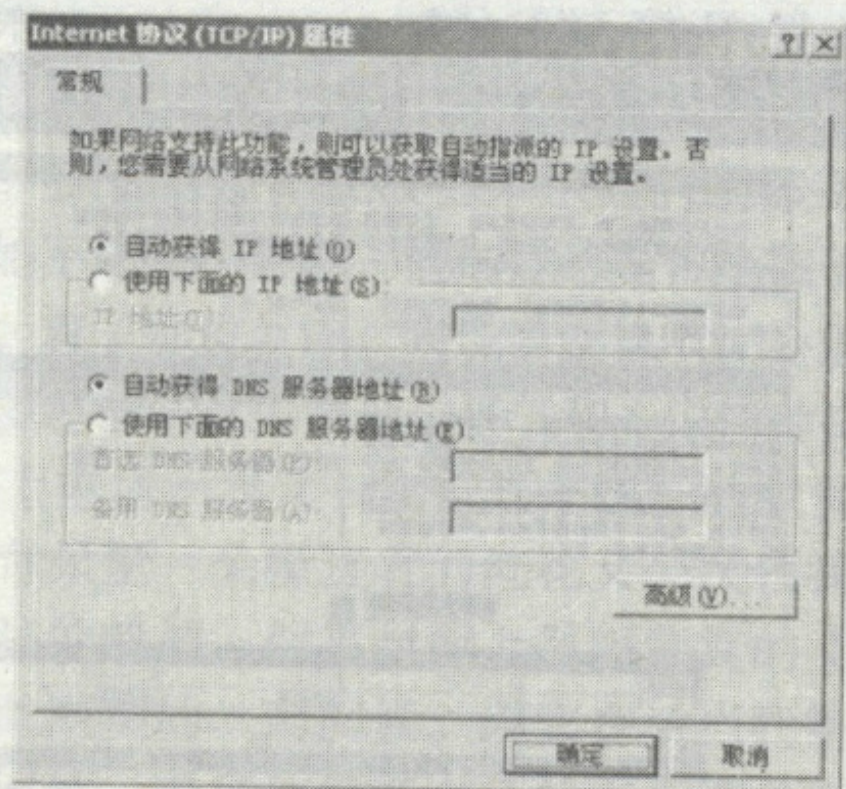 Internet 协议 (TCP/IP) 属性
常规
如果网络支持此功能，则可以获取自动指派的 IP 设置。否
则，您需要从网络系统管理员处获得适当的 IP 设置。
自动获得 IP 地址(O)
使用下面的 IP 地址(S):
IP 地址(I):
自动获得 DNS 服务器地址(B)
使用下面的 DNS 服务器地址(E):
首选 DNS 服务器(P):
备用 DNS 服务器(A):
高级(V)...
确定
取消